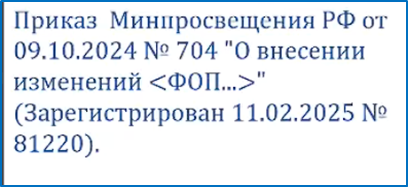 Приказ Минпросвещения РФ от
09.10.2024 № 704 "О внесении
изменений <ФОП...>"
(Зарегистрирован 11.02.2025 №
81220).